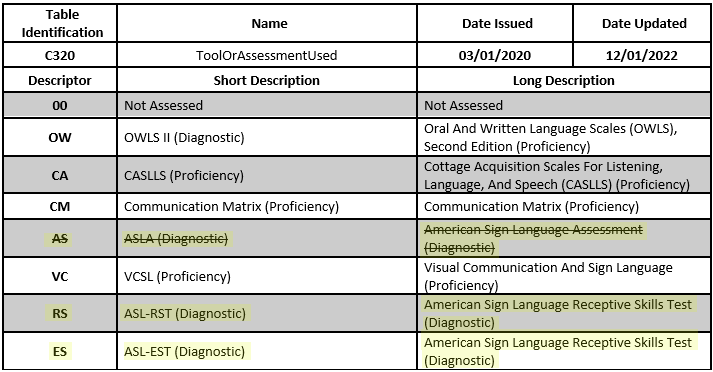 Table Identification Name Date Issued Date Updated
C320 ToolOrAssessmentUsed 03/01/2020 12/01/2022
Descriptor Short Description Long Description
00 Not Assessed Not Assessed
OW OWLS II (Diagnostic) Oral And Written Language Scales (OWLS),
Second Edition (Proficiency)
CA CASLLS (Proficiency) Cottage Acquisition Scales For Listening,
Language, And Speech (CASLLS) (Proficiency)
CM Communication Matrix (Proficiency) Communication Matrix (Proficiency)
AS ASLA (Diagnostic) American Sign Language Assessment
(Diagnostic)
VC VCSL (Proficiency) Visual Communication And Sign Language
(Proficiency)
RS ASL-RST (Diagnostic) American Sign Language Receptive Skills Test
(Diagnostic)
ES ASL-EST (Diagnostic) American Sign Language Receptive Skills Test
(Diagnostic)